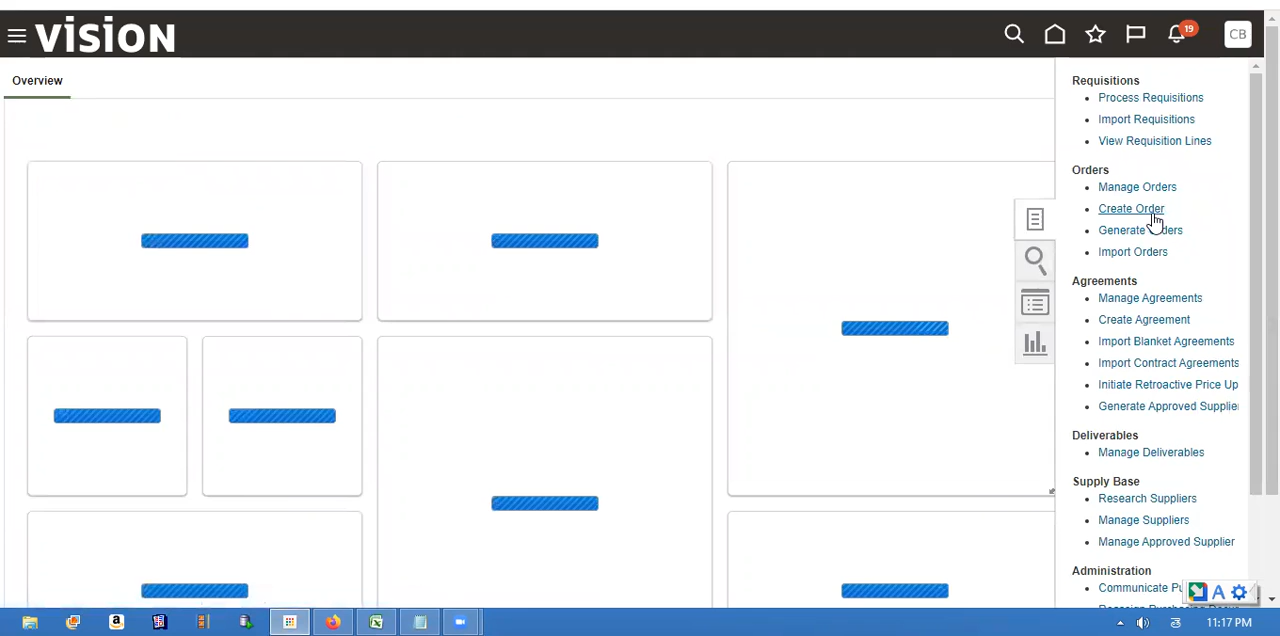 vision
19
CB
Overview
Requisitions
Process Requisitions
Import Requisitions
View Requisition Lines
Orders
Manage Orders
Create Order
Generate Orders
Import Orders
Agreements
Manage Agreements
Create Agreement
Import Blanket Agreements
Import Contract Agreements
Initiate Retroactive Price Up
Generate Approved Supplie
Deliverables
Manage Deliverables
Supply Base
Research Suppliers
Manage Suppliers
Manage Approved Supplier
Administration
Communicate Pu
A
11:17 PM